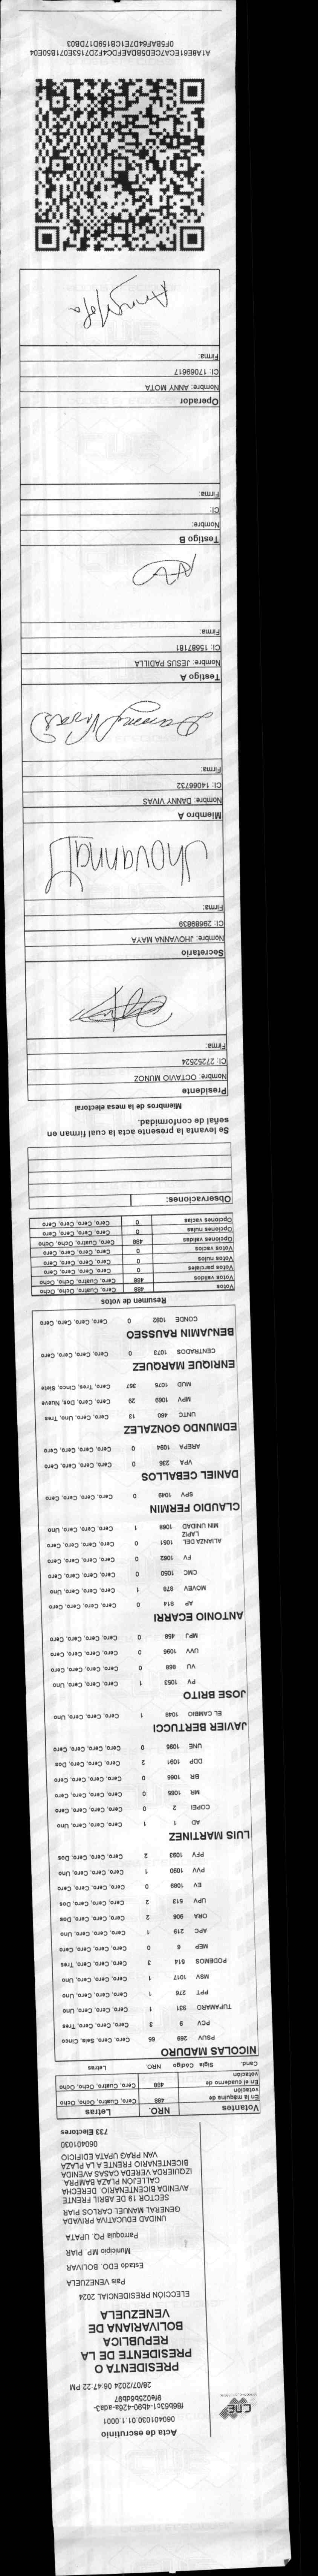 CNE
Acta de escrutinio
060401030.01.1.0001
f86b63c1-4b90-426a-ada3-
9fe025b6db97
28/07/2024 06:47:22 PM
PRESIDENTA O
PRESIDENTE DE LA
REPUBLICA
BOLIVARIANA DE
VENEZUELA
ELECCIÓN PRESIDENCIAL 2024
Pais VENEZUELA
Estado EDO. BOLIVAR
Municipio MP. PIAR
Parroquia PQ. UPATA
UNIDAD EDUCATIVA PRIVADA
GENERAL MANUEL CARLOS PIAR
SECTOR 19 DE ABRIL FRENTE
AVENIDA BICENTENARIO. DERECHA
CALLEJÓN PLAZA BAMPRA.
IZQUIERDA VEREDA CASAS AVENIDA
BICENTENARIO FRENTE A LA PLAZA
VAN PRAG UPATA EDIFICIO
060401030
733 Electores
Votantes NRO. Letras
En la máquina de votación 488 Cero, Cuatro, Ocho, Ocho
En el cuaderno de votación 488 Cero, Cuatro, Ocho, Ocho
Cand. Sigla Código NRO. Letras
NICOLAS MADURO
PSUV 269 65 Cero, Cero, Seis, Cinco
PCV 9 3 Cero, Cero, Cero, Tres
TUPAMARO 931 1 Cero, Cero, Cero, Uno
PPT 276 1 Cero, Cero, Cero, Uno
MSV 1017 1 Cero, Cero, Cero, Uno
PODEMOS 514 3 Cero, Cero, Cero, Tres
MEP 6 0 Cero, Cero, Cero, Cero
APC 219 1 Cero, Cero, Cero, Uno
ORA 906 2 Cero, Cero, Cero, Dos
UPV 513 2 Cero, Cero, Cero, Dos
EV 1089 0 Cero, Cero, Cero, Cero
PVV 1090 1 Cero, Cero, Cero, Uno
PFV 1093 2 Cero, Cero, Cero, Dos
LUIS MARTINEZ
AD 1 1 Cero, Cero, Cero, Uno
COPEI 2 0 Cero, Cero, Cero, Cero
MR 1065 0 Cero, Cero, Cero, Cero
BR 1066 0 Cero, Cero, Cero, Cero
DDP 1091 2 Cero, Cero, Cero, Dos
UNE 1095 0 Cero, Cero, Cero, Cero
JAVIER BERTUCCI
EL CAMBIO 1048 1 Cero, Cero, Cero, Uno
JOSE BRITO
PV 1053 1 Cero, Cero, Cero, Uno
VU 868 0 Cero, Cero, Cero, Cero
UVV 1096 0 Cero, Cero, Cero, Cero
MPJ 458 0 Cero, Cero, Cero, Cero
ANTONIO ECARRI
AP 814 0 Cero, Cero, Cero, Cero
MOVEV 878 1 Cero, Cero, Cero, Uno
CMC 1050 0 Cero, Cero, Cero, Cero
FV 1062 0 Cero, Cero, Cero, Cero
ALIANZA DEL LAPIZ 1051 0 Cero, Cero, Cero, Cero
MIN UNIDAD 1068 1 Cero, Cero, Cero, Uno
CLAUDIO FERMIN
SPV 1049 0 Cero, Cero, Cero, Cero
DANIEL CEBALLOS
VPA 236 0 Cero, Cero, Cero, Cero
AREPA 1094 0 Cero, Cero, Cero, Cero
EDMUNDO GONZALEZ
UNTC 460 13 Cero, Cero, Uno, Tres
MPV 1069 29 Cero, Cero, Dos, Nueve
MUD 1075 357 Cero, Tres, Cinco, Siete
ENRIQUE MARQUEZ
CENTRADOS 1073 0 Cero, Cero, Cero, Cero
BENJAMIN RAUSSEO
CONDE 1092 0 Cero, Cero, Cero, Cero
Resumen de votos
Votos 488 Cero, Cuatro, Ocho, Ocho
Votos validos 488 Cero, Cuatro, Ocho, Ocho
Votos parciales 0 Cero, Cero, Cero, Cero
Votos nulos 0 Cero, Cero, Cero, Cero
Votos vacios 0 Cero, Cero, Cero, Cero
Opciones validas 488 Cero, Cuatro, Ocho, Ocho
Opciones nulas 0 Cero, Cero, Cero, Cero
Opciones vacias 0 Cero, Cero, Cero, Cero
Observaciones:
Se levanta la presente acta la cual firman en
señal de conformidad.
Miembros de la mesa electoral
Presidente
Nombre: OCTAVIO MUÑOZ
CI: 27252524
Firma:
Secretario
Nombre: JHOVANNA MAYA
CI: 29689839
Firma:
Jhovanna M
Miembro A
Nombre: DANNY VIVAS
CI: 14066732
Firma:
Danny Vivas
Testigo A
Nombre: JESUS PADILLA
CI: 15687181
Firma:
Testigo B
Nombre:
CI:
Firma:
Operador
Nombre: ANNY MOTA
CI: 17069617
Firma:
Anny Mota
A1A8E61ECA7CED5BDAEFDC4F2D7153E071B50E04
0F5BAF64D7E1CB159D17DB03